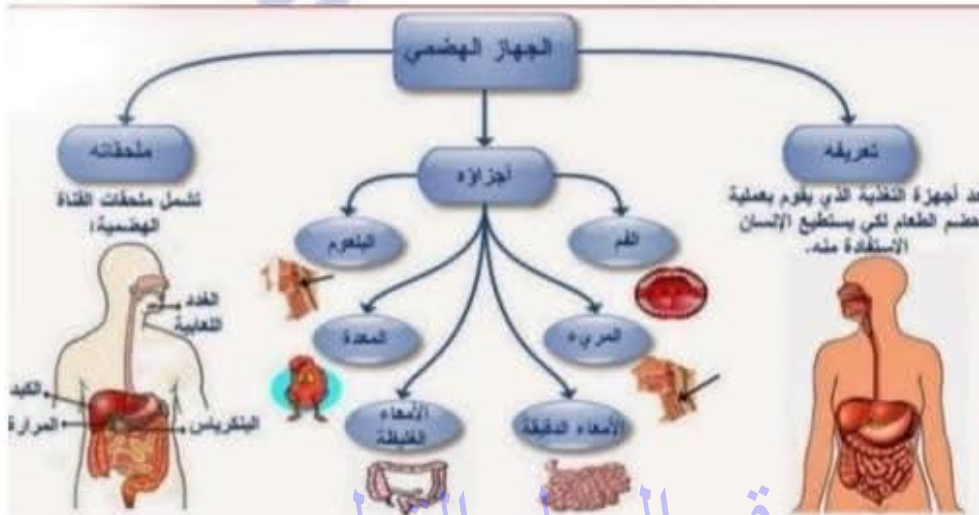 الجهاز الهضمي
تعريفه
أجهزة التغذية الذي يقوم بعملية
هضم الطعام لكي يستطيع الإنسان
الاستفادة منه.
أجزاؤه
الفم
البلعوم
المريء
المعدة
الأمعاء الدقيقة
الأمعاء
الغليظة
ملحقاته
تشمل ملحقات القناة
الهضمية:
الغدد
اللعابية
الكبد
المرارة
البنكرياس